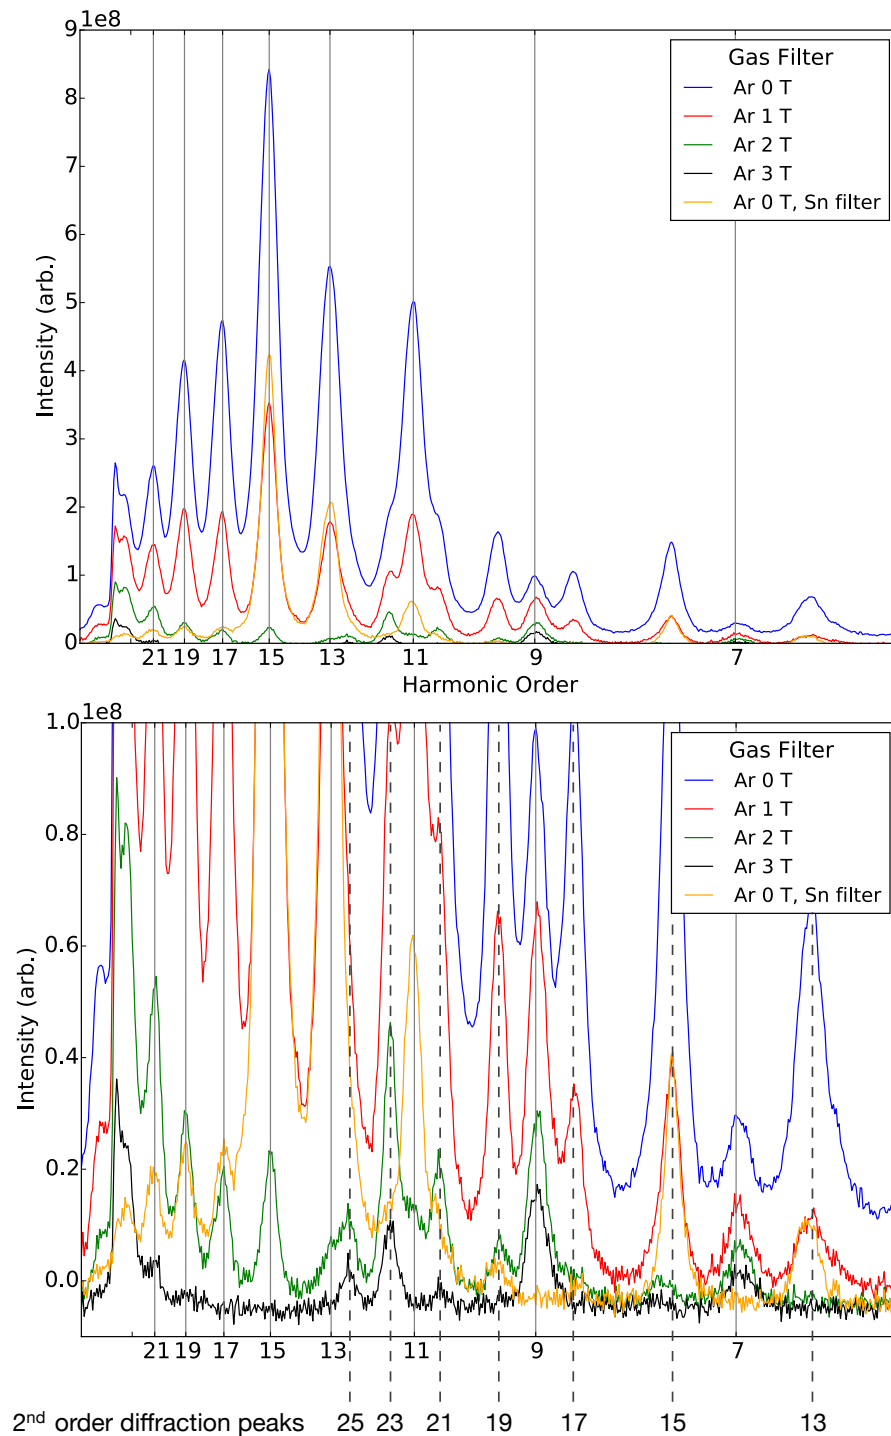 1e8
9
8
7
6
5
4
3
2
1
0
Intensity (arb.)
Gas Filter
Ar 0 T
Ar 1 T
Ar 2 T
Ar 3 T
Ar 0 T, Sn filter
21 19 17 15 13 11 9 7
Harmonic Order
1e8
1.0
0.8
0.6
0.4
0.2
0.0
Intensity (arb.)
Gas Filter
Ar 0 T
Ar 1 T
Ar 2 T
Ar 3 T
Ar 0 T, Sn filter
21 19 17 15 13 11 9 7
2nd order diffraction peaks 25 23 21 19 17 15 13